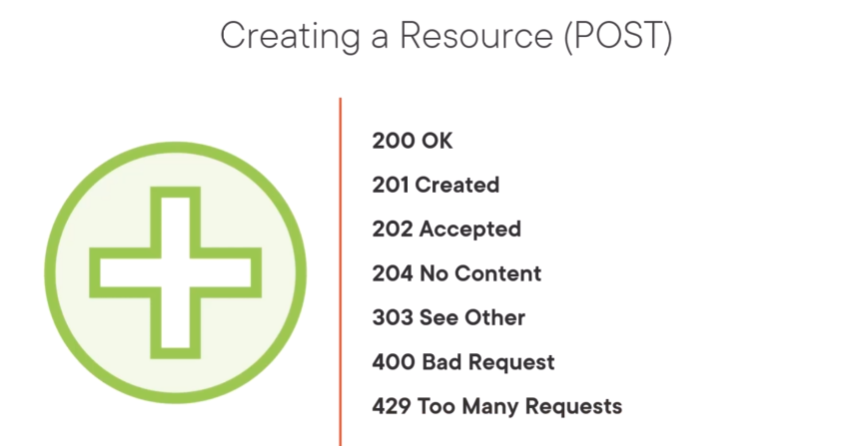 Creating a Resource (POST)
200 OK
201 Created
202 Accepted
204 No Content
303 See Other
400 Bad Request
429 Too Many Requests